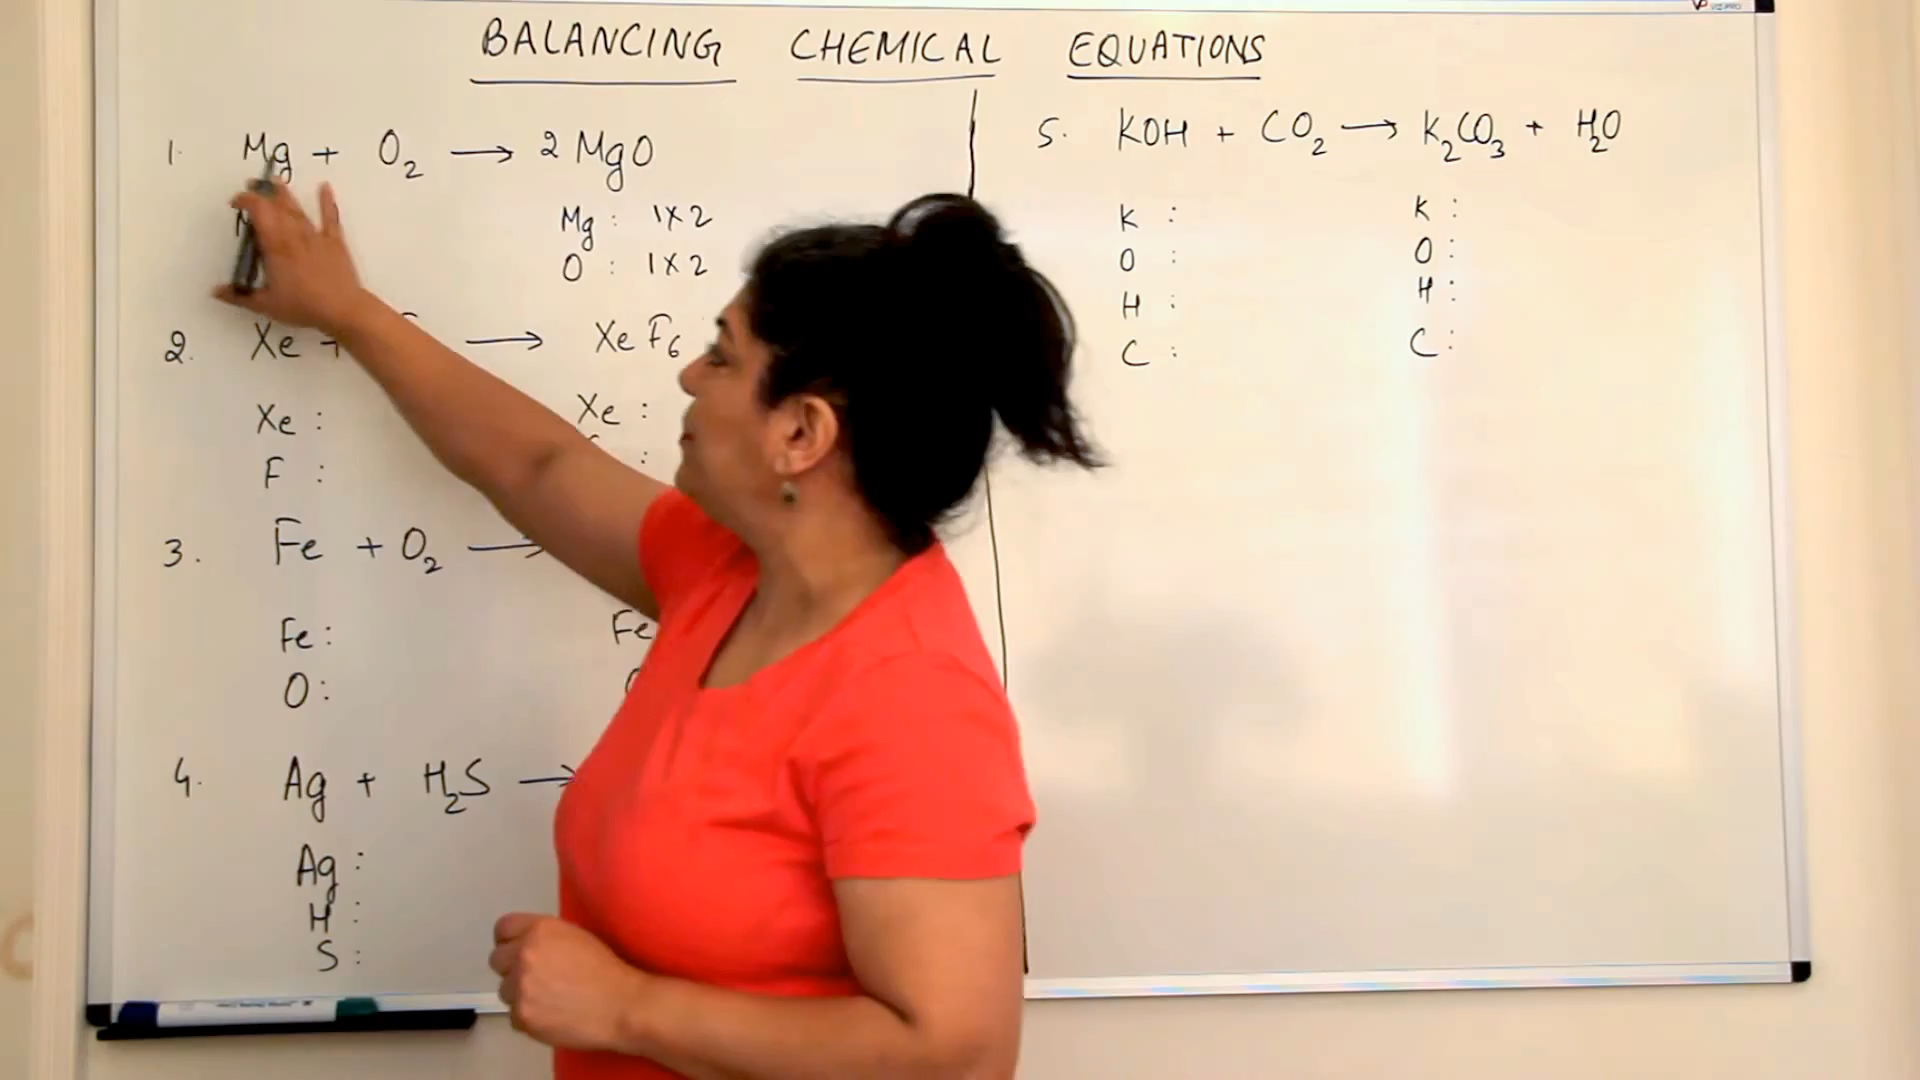 BALANCING CHEMICAL EQUATIONS
1. Mg + O2 → 2 MgO
Mg : 1x2
O : 1x2
2. Xe + → XeF6
Xe : Xe :
F : :
3. Fe + O2 →
Fe : Fe
O :
4. Ag + H2S →
Ag :
H :
S :
5. KOH + CO2 → K2CO3 + H2O
K : K :
O : O :
H : H :
C : C :